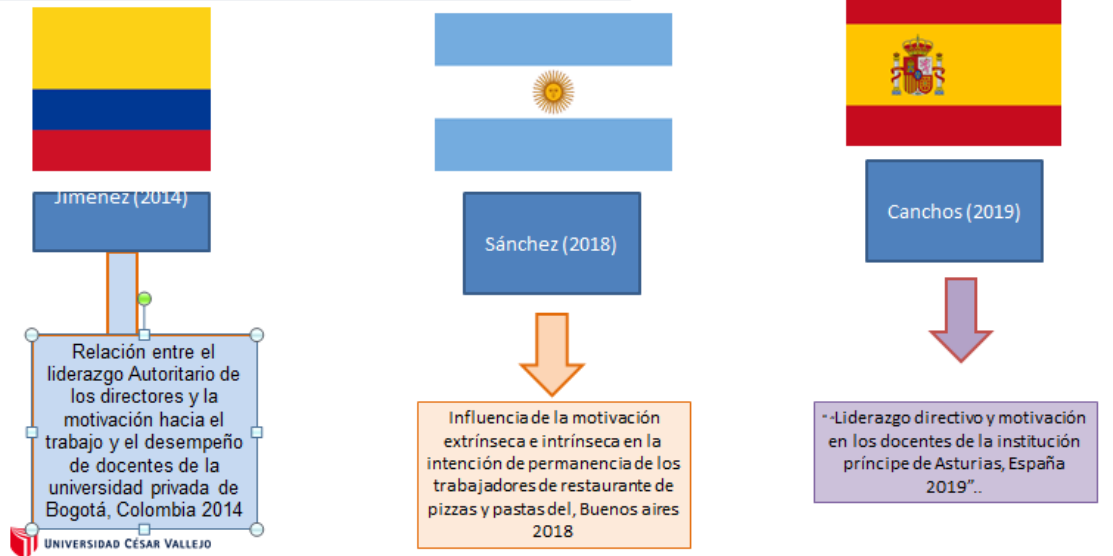 Jimenez (2014)
Relación entre el
liderazgo Autoritario de
los directores y la
motivación hacia el
trabajo y el desempeño
de docentes de la
universidad privada de
Bogotá, Colombia 2014
UNIVERSIDAD CÉSAR VALLEJO
Sánchez (2018)
Influencia de la motivación
extrínseca e intrínseca en la
intención de permanencia de los
trabajadores de restaurante de
pizzas y pastas del, Buenos aires
2018
Canchos (2019)
"-Liderazgo directivo y motivación
en los docentes de la institución
príncipe de Asturias, España
2019”..